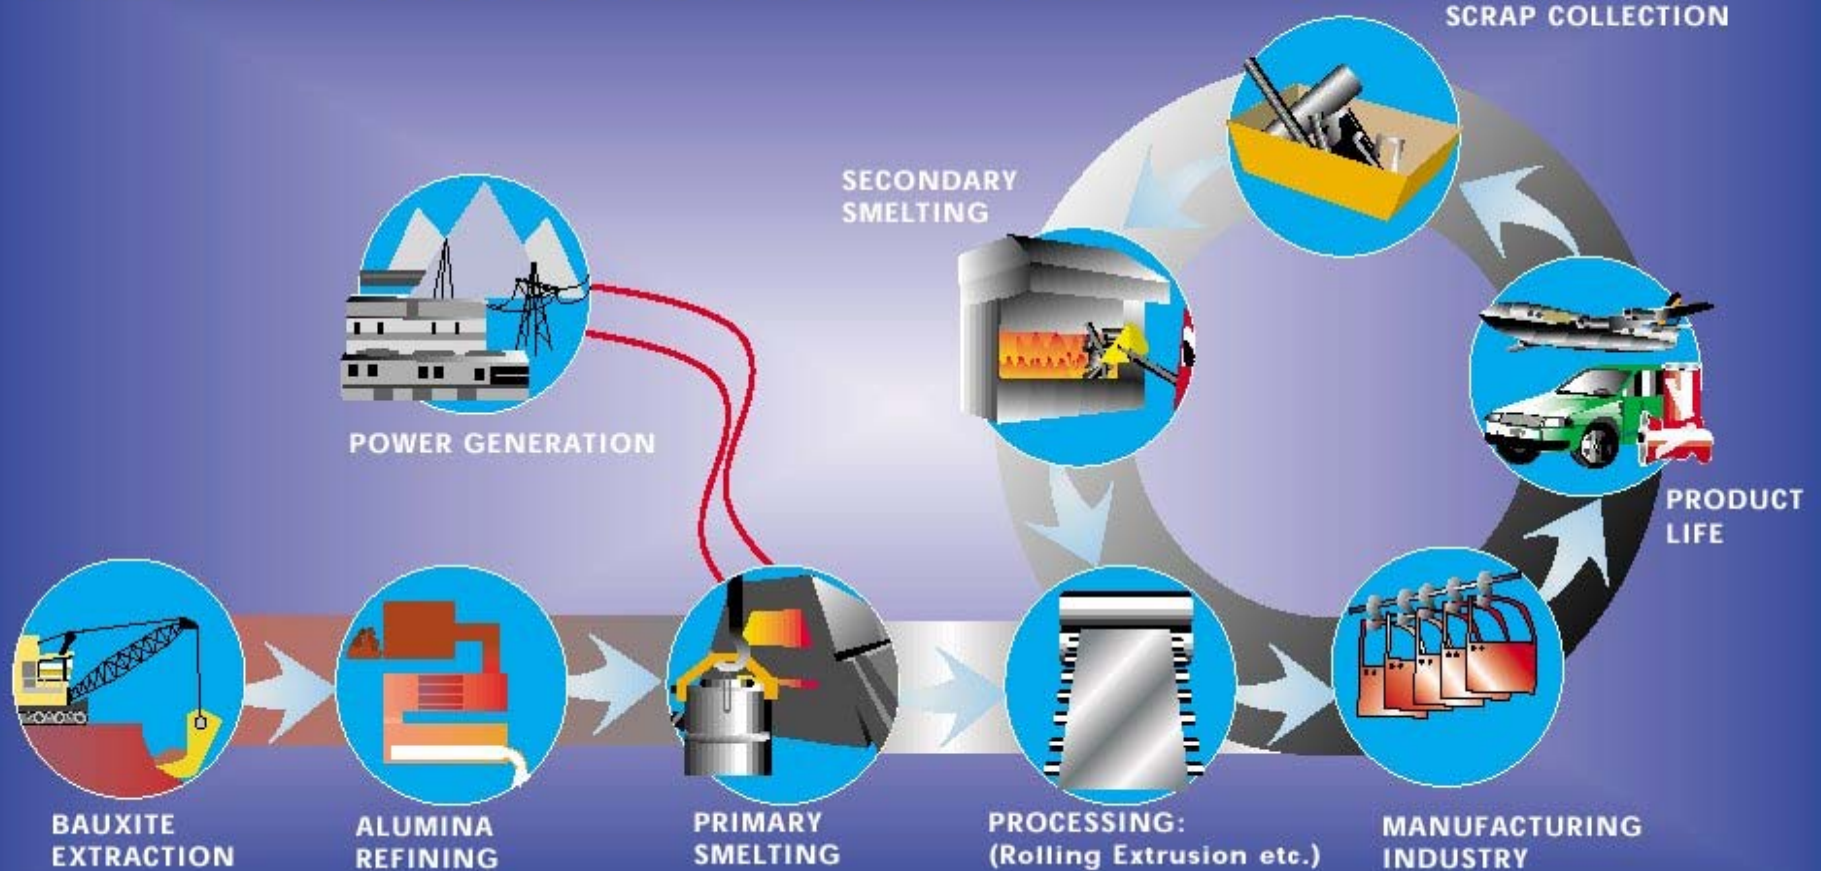 SCRAP COLLECTION
SECONDARY
SMELTING
POWER GENERATION
PRODUCT
LIFE
BAUXITE
EXTRACTION
ALUMINA
REFINING
PRIMARY
SMELTING
PROCESSING:
(Rolling Extrusion etc.)
MANUFACTURING
INDUSTRY